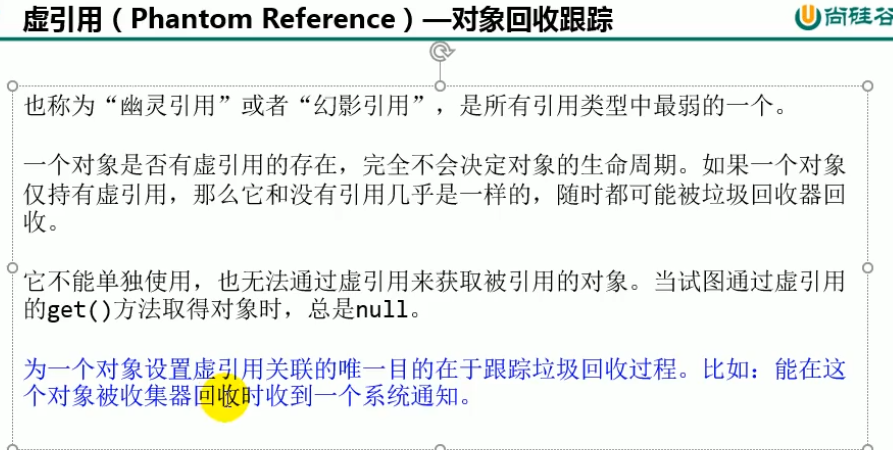 虚引用（Phantom Reference）—对象回收跟踪
尚硅谷
也称为“幽灵引用”或者“幻影引用”，是所有引用类型中最弱的一个。
一个对象是否有虚引用的存在，完全不会决定对象的生命周期。如果一个对象
仅持有虚引用，那么它和没有引用几乎是一样的，随时都可能被垃圾回收器回
收。
它不能单独使用，也无法通过虚引用来获取被引用的对象。当试图通过虚引用
的get()方法取得对象时，总是null。
为一个对象设置虚引用关联的唯一目的在于跟踪垃圾回收过程。比如：能在这
个对象被收集器回收时收到一个系统通知。